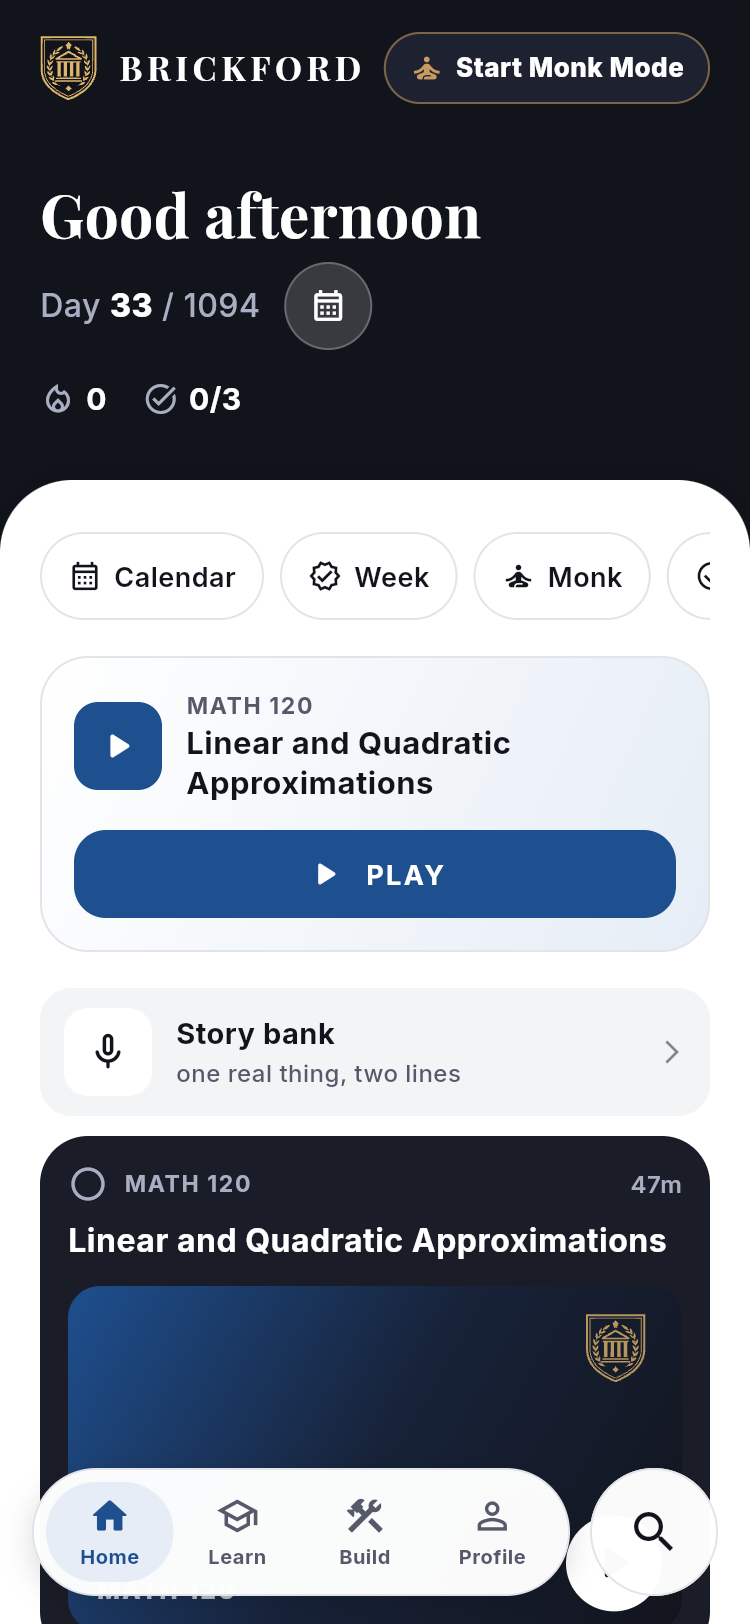 BRICKFORD
Start Monk Mode
Good afternoon
Day 33 / 1094
0
0/3
Calendar
Week
Monk
MATH 120
Linear and Quadratic
Approximations
PLAY
Story bank
one real thing, two lines
MATH 120
47m
Linear and Quadratic Approximations
Home
Learn
Build
Profile
MATH 120